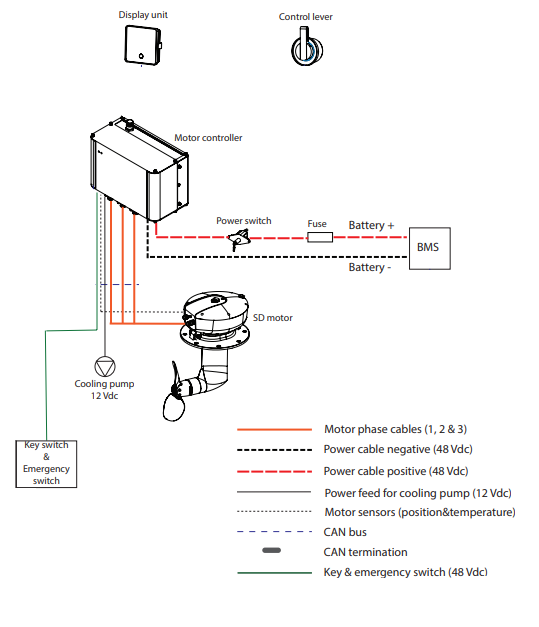 Display unit
Control lever
Motor controller
Power switch
Fuse
Battery +
BMS
Battery -
SD motor
Cooling pump
12 Vdc
Key switch
&
Emergency
switch
Motor phase cables (1, 2 & 3)
Power cable negative (48 Vdc)
Power cable positive (48 Vdc)
Power feed for cooling pump (12 Vdc)
Motor sensors (position&temperature)
CAN bus
CAN termination
Key & emergency switch (48 Vdc)